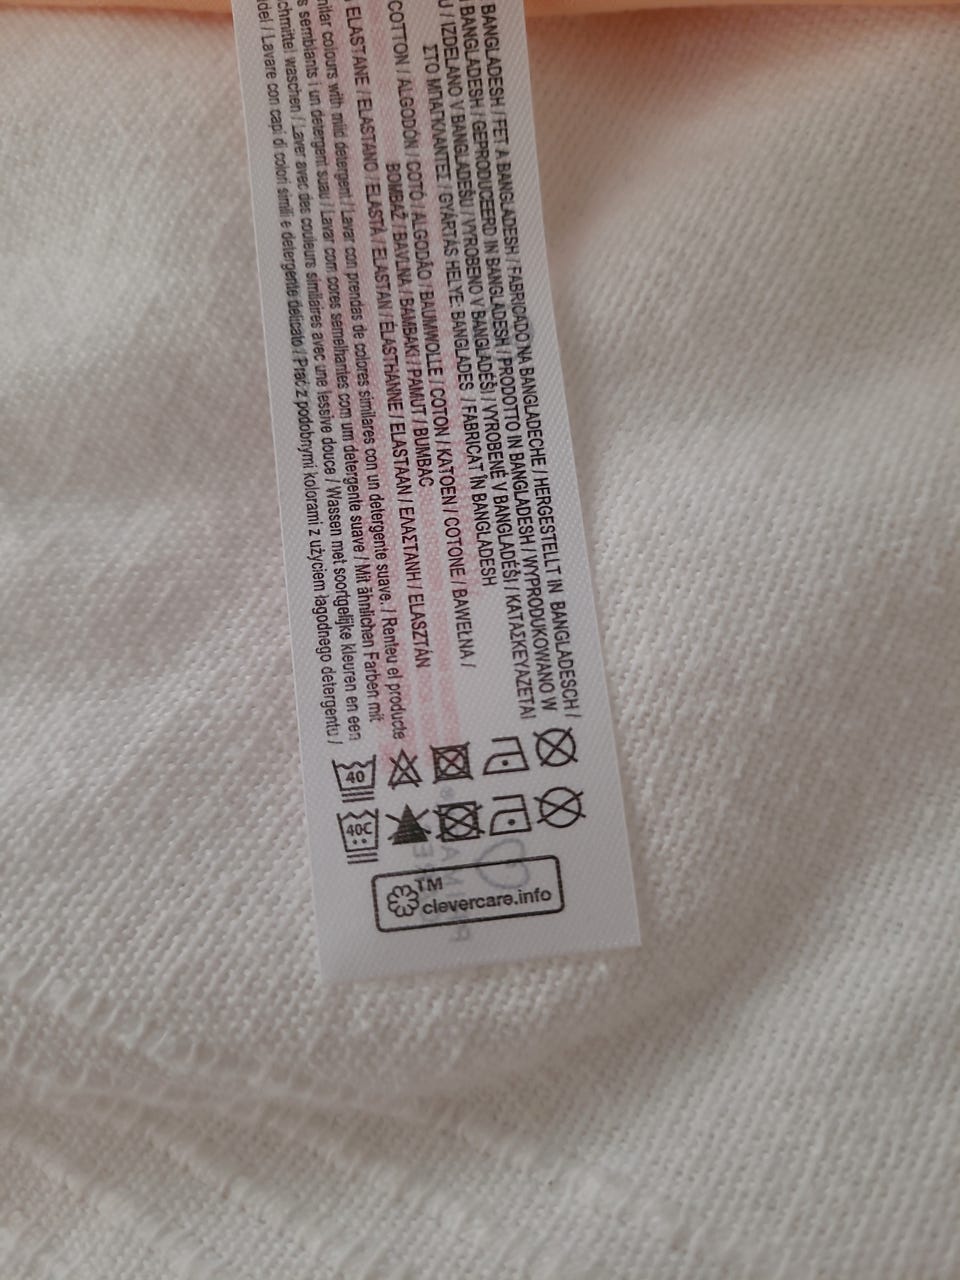 BANGLADESH / FET A BANGLADESH / FABRICADO NA BANGLADECHE / HERGESTELLT IN BANGLADESCH /
BANGLADESH / GEPRODUCEERD IN BANGLADESH / PRODOTTO IN BANGLADESH / WYPRODUKOWANO W
/ IZDELANO V BANGLADEŠU / VYROBENO V BANGLADÉŠI / VYROBENÉ V BANGLADÉŠI / ΚΑΤΑΣΚΕΥΑΖΕΤΑΙ
ΣΤΟ ΜΠΑΓΚΛΑΝΤΕΣ / GYÁRTÁS HELYE: BANGLADES / FABRICAT ÎN BANGLADESH
COTTON / ALGODÓN / COTÓ / ALGODÃO / BAUMWOLLE / COTON / KATOEN / COTONE / BAWEŁNA /
BOMBAŽ / BAVLNA / ΒΑΜΒΑΚΙ / PAMUT / BUMBAC
ELASTANE / ELASTANO / ELASTÀ / ELASTAN / ÉLASTHANNE / ELASTAAN / ΕΛΑΣΤΑΝΗ / ELASZTÁN
colours with mild detergent / Lavar con prendas de colores similares con un detergente suave. / Renteu el producte
semblants i un detergent suau / Lavar com cores semelhantes com um detergente suave / Mit ähnlichen Farben mit
waschen / Laver avec des couleurs similaires avec une lessive douce / Wassen met soortgelijke kleuren en een
/ Lavare con capi di colori simili e detergente delicato / Prać z podobnymi kolorami z użyciem łagodnego detergentu /
40
40C
TM
clevercare.info